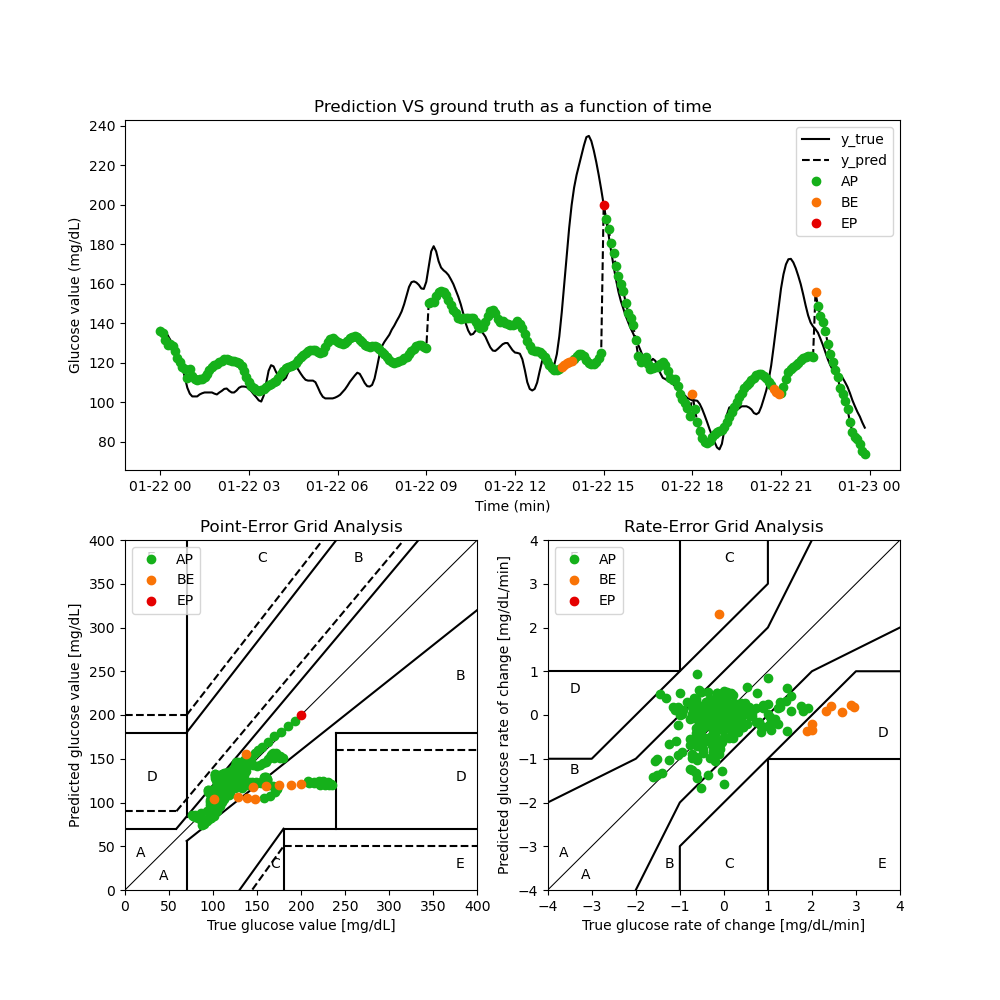 Prediction VS ground truth as a function of time
Glucose value (mg/dL)
240
220
200
180
160
140
120
100
80
y_true
y_pred
AP
BE
EP
01-22 00 01-22 03 01-22 06 01-22 09 01-22 12 01-22 15 01-22 18 01-22 21 01-23 00
Time (min)
Point-Error Grid Analysis
Predicted glucose value [mg/dL]
400
350
300
250
200
150
100
50
0
AP
BE
EP
C
B
B
D
D
A
A
C
E
0 50 100 150 200 250 300 350 400
True glucose value [mg/dL]
Rate-Error Grid Analysis
Predicted glucose rate of change [mg/dL/min]
4
3
2
1
0
−1
−2
−3
−4
AP
BE
EP
C
D
D
B
A
A
B
C
E
−4 −3 −2 −1 0 1 2 3 4
True glucose rate of change [mg/dL/min]